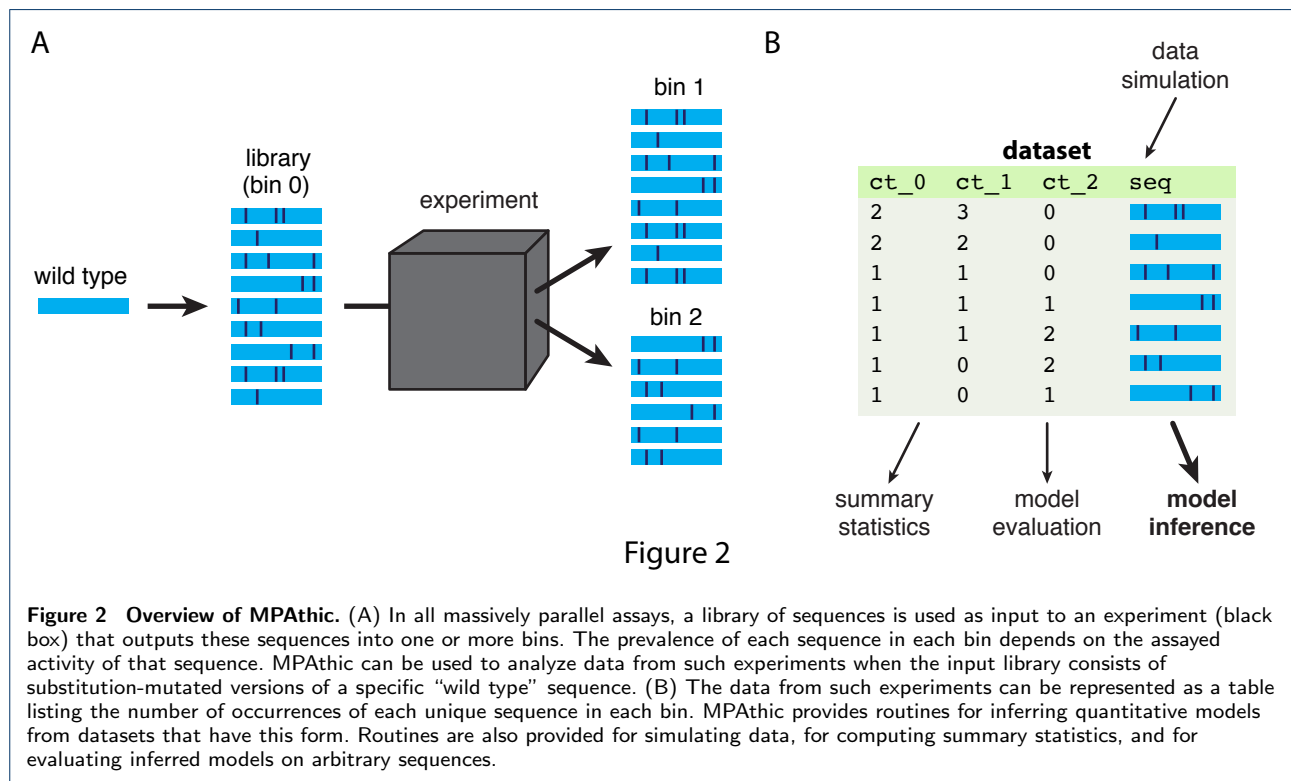 A
wild type
library
(bin 0)
experiment
bin 1
bin 2
B
data
simulation
dataset
ct_0 ct_1 ct_2 seq
2 3 0
2 2 0
1 1 0
1 1 1
1 1 2
1 0 2
1 0 1
summary
statistics
model
evaluation
model
inference
Figure 2
Figure 2 Overview of MPAthic. (A) In all massively parallel assays, a library of sequences is used as input to an experiment (black
box) that outputs these sequences into one or more bins. The prevalence of each sequence in each bin depends on the assayed
activity of that sequence. MPAthic can be used to analyze data from such experiments when the input library consists of
substitution-mutated versions of a specific “wild type” sequence. (B) The data from such experiments can be represented as a table
listing the number of occurrences of each unique sequence in each bin. MPAthic provides routines for inferring quantitative models
from datasets that have this form. Routines are also provided for simulating data, for computing summary statistics, and for
evaluating inferred models on arbitrary sequences.